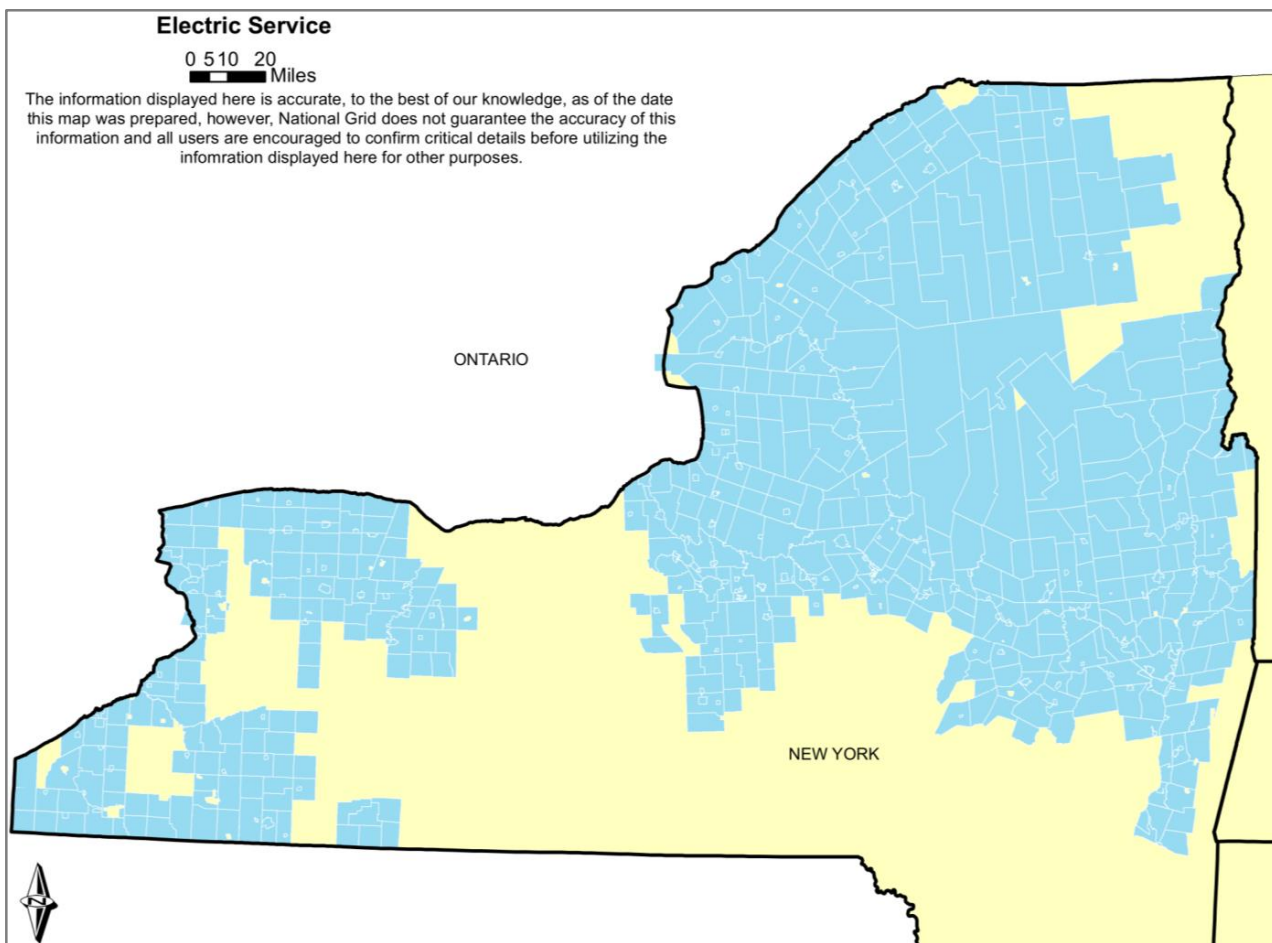 Electric Service
0 5 10 20
Miles
The information displayed here is accurate, to the best of our knowledge, as of the date
this map was prepared, however, National Grid does not guarantee the accuracy of this
information and all users are encouraged to confirm critical details before utilizing the
infomration displayed here for other purposes.
ONTARIO
NEW YORK
N